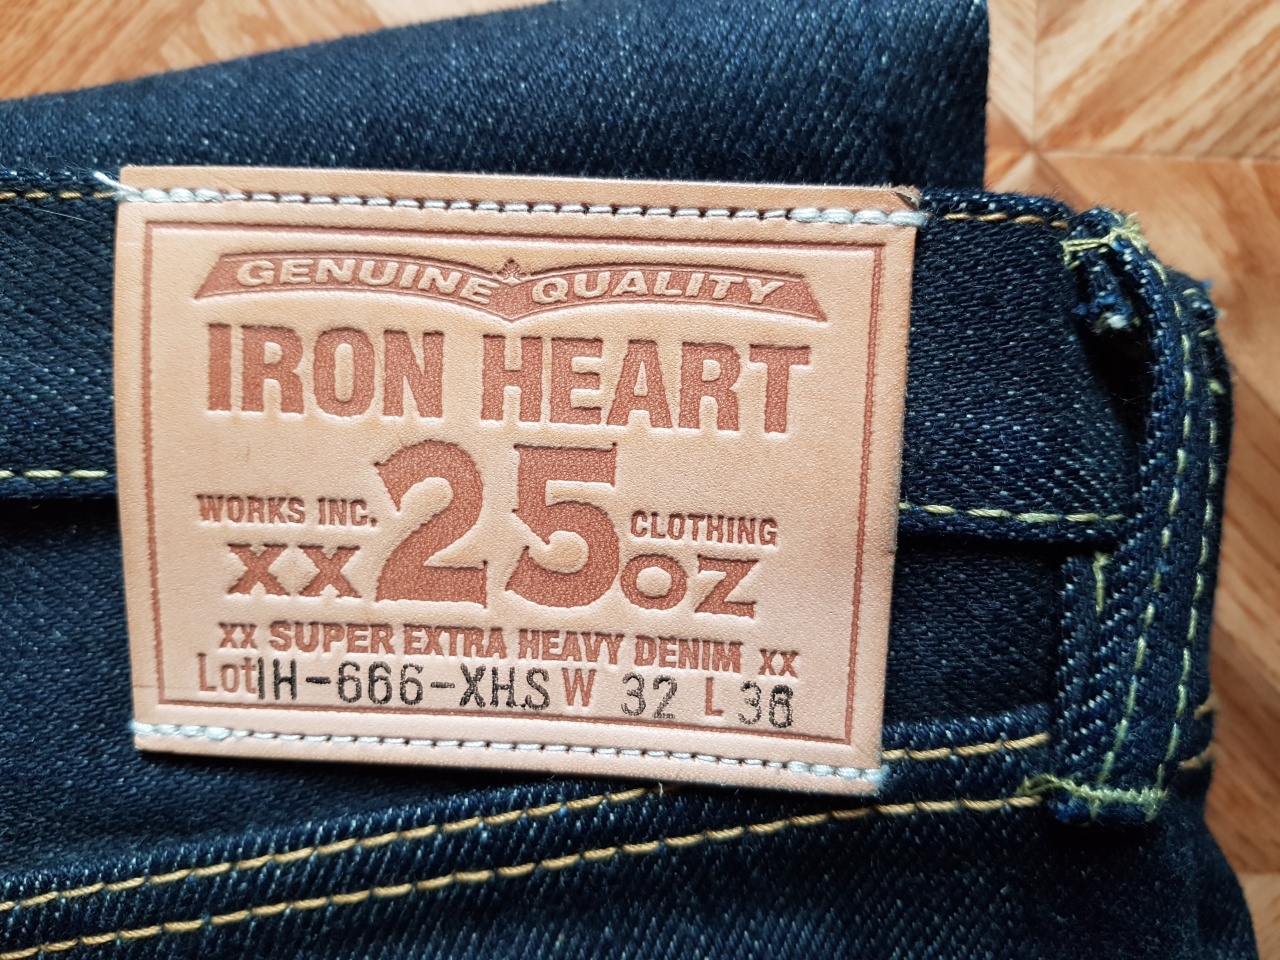 GENUINE QUALITY
IRON HEART
WORKS INC. 25 CLOTHING
XX OZ
XX SUPER EXTRA HEAVY DENIM XX
Lot IH-666-XHS W 32 L 36